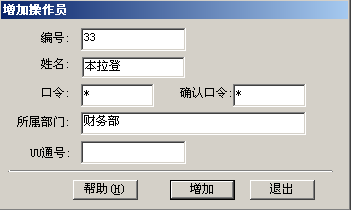 增加操作员
编号: 33
姓名: 本拉登
口令: * 确认口令: *
所属部门: 财务部
UU通号:
帮助(H) 增加 退出